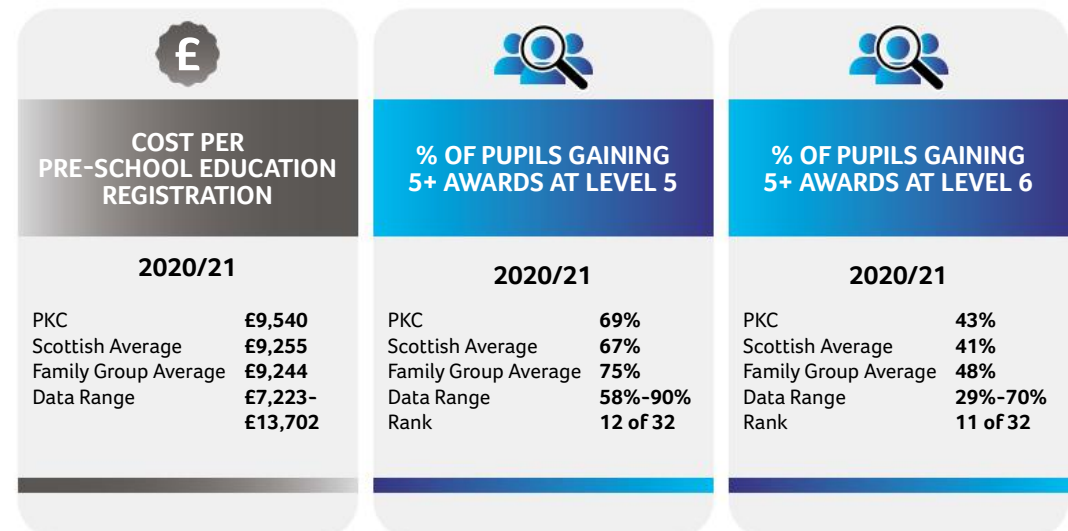 £
COST PER
PRE-SCHOOL EDUCATION
REGISTRATION
2020/21
PKC £9,540
Scottish Average £9,255
Family Group Average £9,244
Data Range £7,223-
£13,702
% OF PUPILS GAINING
5+ AWARDS AT LEVEL 5
2020/21
PKC 69%
Scottish Average 67%
Family Group Average 75%
Data Range 58%-90%
Rank 12 of 32
% OF PUPILS GAINING
5+ AWARDS AT LEVEL 6
2020/21
PKC 43%
Scottish Average 41%
Family Group Average 48%
Data Range 29%-70%
Rank 11 of 32